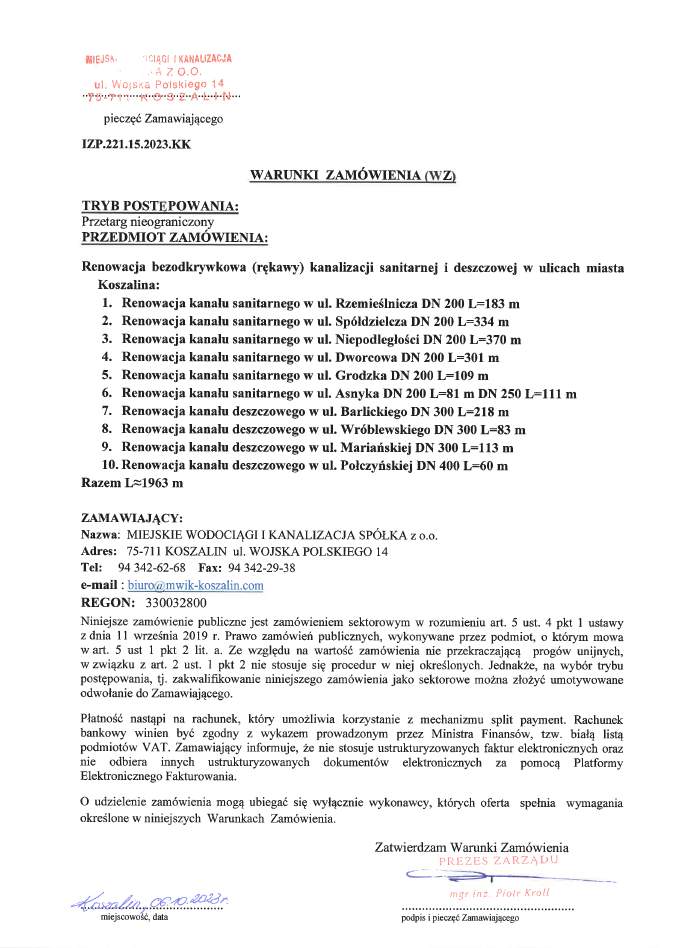 MIEJSK CIĄGI I KANALIZACJA
KA Z O.O.
ul. Wojska Polskiego 14
75-711 KOSZALIN
pieczęć Zamawiającego
IZP.221.15.2023.KK
WARUNKI ZAMÓWIENIA (WZ)
TRYB POSTĘPOWANIA:
Przetarg nieograniczony
PRZEDMIOT ZAMÓWIENIA:
Renowacja bezodkrywkowa (rękawy) kanalizacji sanitarnej i deszczowej w ulicach miasta
Koszalina:
1. Renowacja kanału sanitarnego w ul. Rzemieślnicza DN 200 L=183 m
2. Renowacja kanału sanitarnego w ul. Spółdzielcza DN 200 L=334 m
3. Renowacja kanału sanitarnego w ul. Niepodległości DN 200 L=370 m
4. Renowacja kanału sanitarnego w ul. Dworcowa DN 200 L=301 m
5. Renowacja kanału sanitarnego w ul. Grodzka DN 200 L=109 m
6. Renowacja kanału sanitarnego w ul. Asnyka DN 200 L=81 m DN 250 L=111 m
7. Renowacja kanału deszczowego w ul. Barlickiego DN 300 L=218 m
8. Renowacja kanału deszczowego w ul. Wróblewskiego DN 300 L=83 m
9. Renowacja kanału deszczowego w ul. Mariańskiej DN 300 L=113 m
10. Renowacja kanału deszczowego w ul. Połczyńskiej DN 400 L=60 m
Razem L≈1963 m
ZAMAWIAJĄCY:
Nazwa: MIEJSKIE WODOCIĄGI I KANALIZACJA SPÓŁKA z o.o.
Adres: 75-711 KOSZALIN ul. WOJSKA POLSKIEGO 14
Tel: 94 342-62-68 Fax: 94 342-29-38
e-mail : biuro@mwik-koszalin.com
REGON: 330032800
Niniejsze zamówienie publiczne jest zamówieniem sektorowym w rozumieniu art. 5 ust. 4 pkt 1 ustawy
z dnia 11 września 2019 r. Prawo zamówień publicznych, wykonywane przez podmiot, o którym mowa
w art. 5 ust 1 pkt 2 lit. a. Ze względu na wartość zamówienia nie przekraczającą progów unijnych,
w związku z art. 2 ust. 1 pkt 2 nie stosuje się procedur w niej określonych. Jednakże, na wybór trybu
postępowania, tj. zakwalifikowanie niniejszego zamówienia jako sektorowe można złożyć umotywowane
odwołanie do Zamawiającego.
Płatność nastąpi na rachunek, który umożliwia korzystanie z mechanizmu split payment. Rachunek
bankowy winien być zgodny z wykazem prowadzonym przez Ministra Finansów, tzw. białą listą
podmiotów VAT. Zamawiający informuje, że nie stosuje ustrukturyzowanych faktur elektronicznych oraz
nie odbiera innych ustrukturyzowanych dokumentów elektronicznych za pomocą Platformy
Elektronicznego Fakturowania.
O udzielenie zamówienia mogą ubiegać się wyłącznie wykonawcy, których oferta spełnia wymagania
określone w niniejszych Warunkach Zamówienia.
Zatwierdzam Warunki Zamówienia
PREZES ZARZĄDU
mgr inż. Piotr Kroll
Koszalin, 06.10.2023r.
miejscowość, data
podpis i pieczęć Zamawiającego